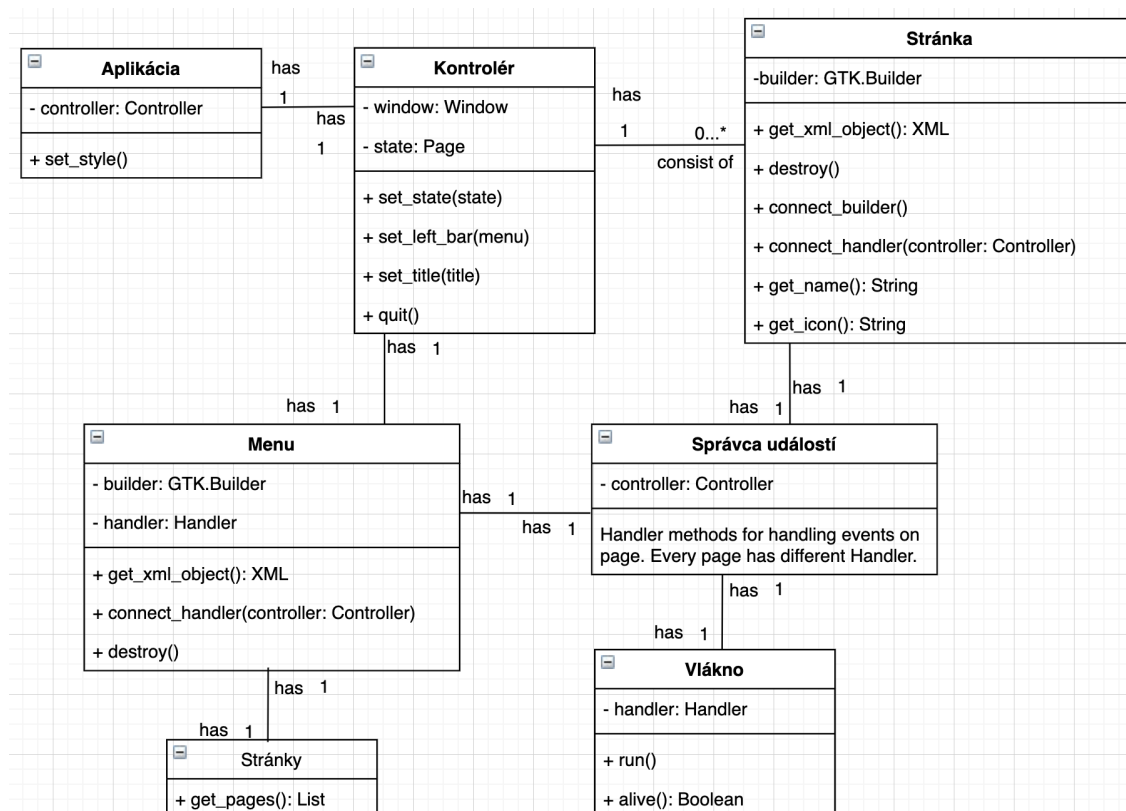 Aplikácia
- controller: Controller
+ set_style()
has
1
has
1
Kontrolér
- window: Window
- state: Page
+ set_state(state)
+ set_left_bar(menu)
+ set_title(title)
+ quit()
has
1
0...*
consist of
Stránka
-builder: GTK.Builder
+ get_xml_object(): XML
+ destroy()
+ connect_builder()
+ connect_handler(controller: Controller)
+ get_name(): String
+ get_icon(): String
has 1
has 1
Menu
- builder: GTK.Builder
- handler: Handler
+ get_xml_object(): XML
+ connect_handler(controller: Controller)
+ destroy()
has 1
has 1
has 1
has 1
Správca událostí
- controller: Controller
Handler methods for handling events on
page. Every page has different Handler.
has 1
has 1
Stránky
+ get_pages(): List
has 1
has 1
Vlákno
- handler: Handler
+ run()
+ alive(): Boolean